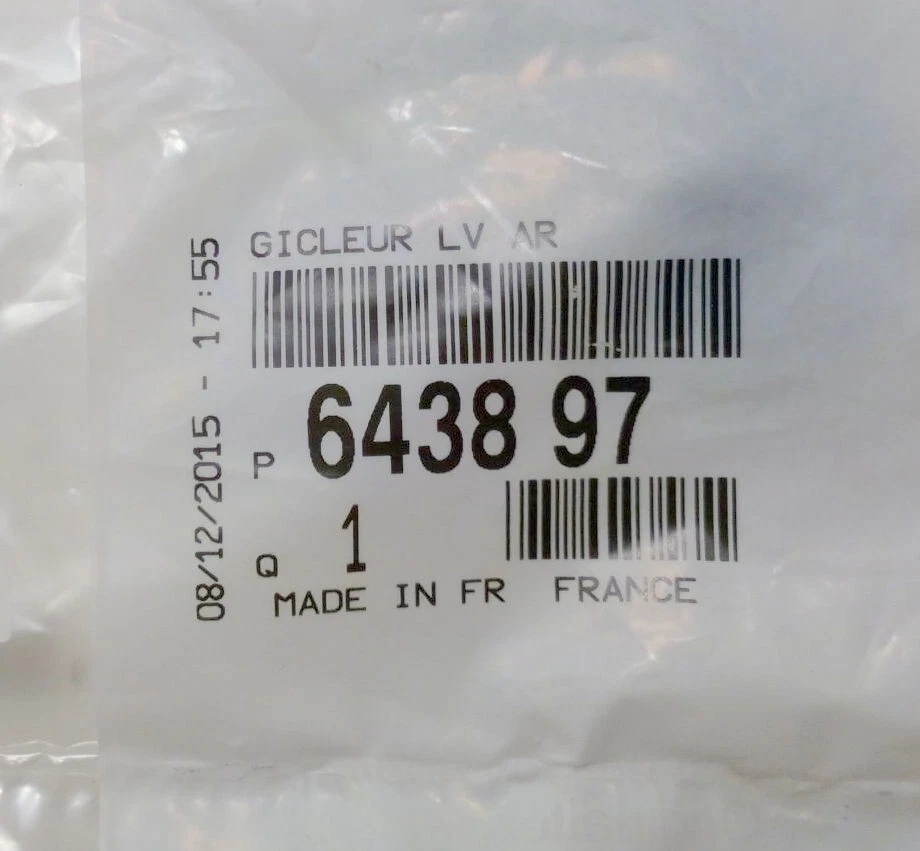 GICLEUR LV AR
08/12/2015 - 17:55
P 6438 97
Q 1
MADE IN FR FRANCE